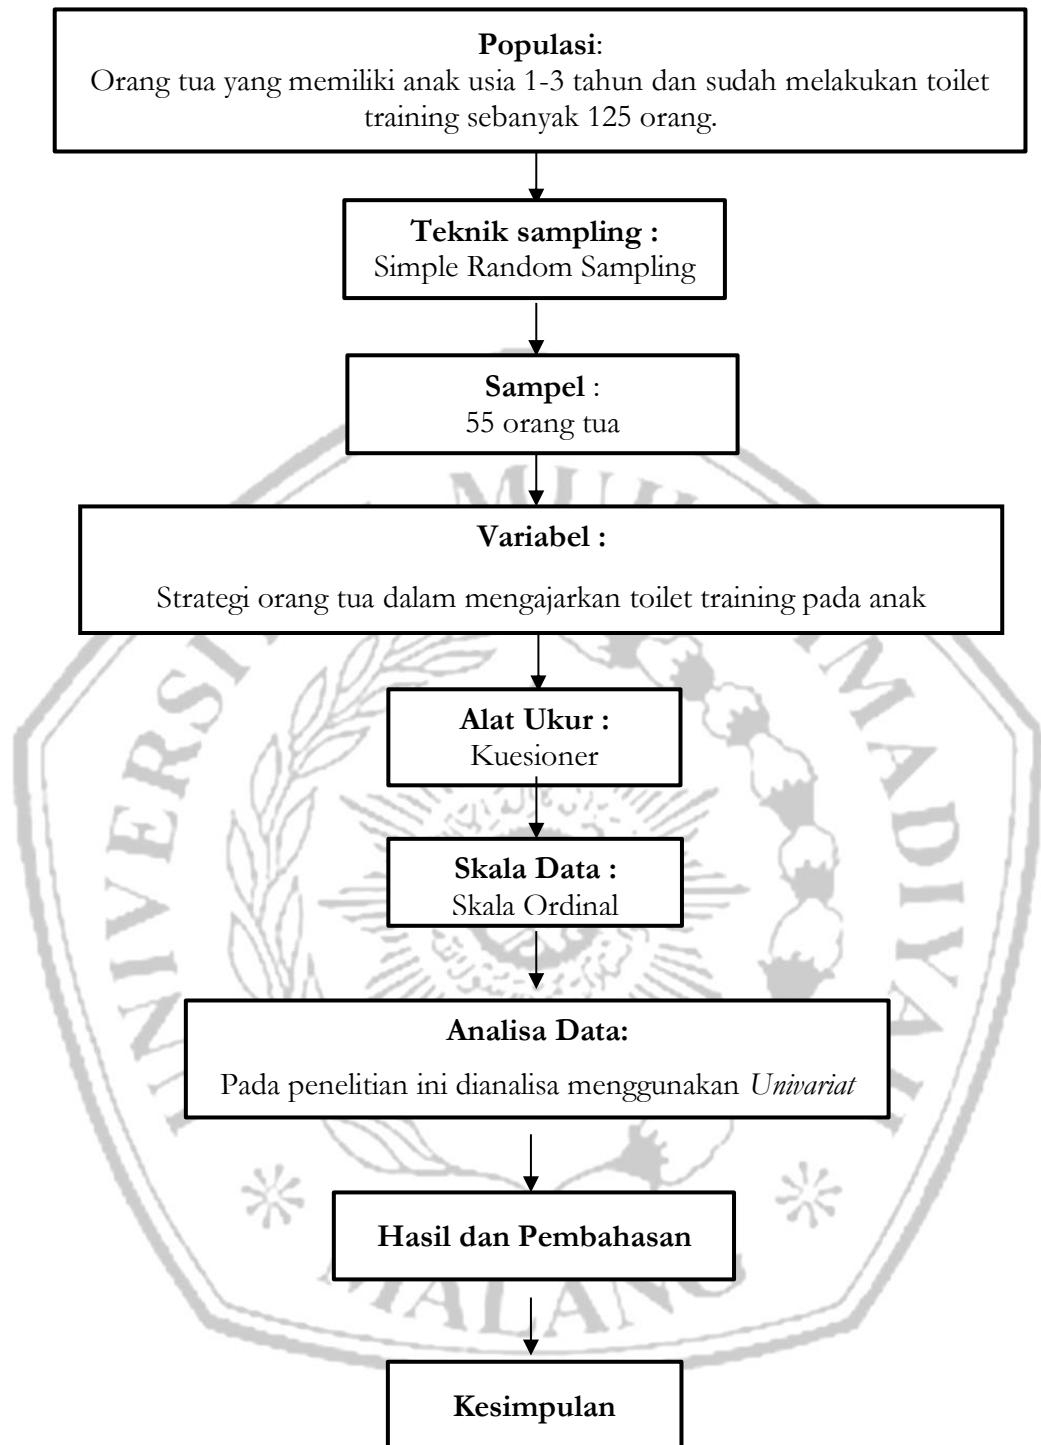 Populasi:
Orang tua yang memiliki anak usia 1-3 tahun dan sudah melakukan toilet
training sebanyak 125 orang.
Teknik sampling :
Simple Random Sampling
Sampel :
55 orang tua
Variabel :
Strategi orang tua dalam mengajarkan toilet training pada anak
Alat Ukur :
Kuesioner
Skala Data :
Skala Ordinal
Analisa Data:
Pada penelitian ini dianalisa menggunakan Univariat
Hasil dan Pembahasan
Kesimpulan
MALANG